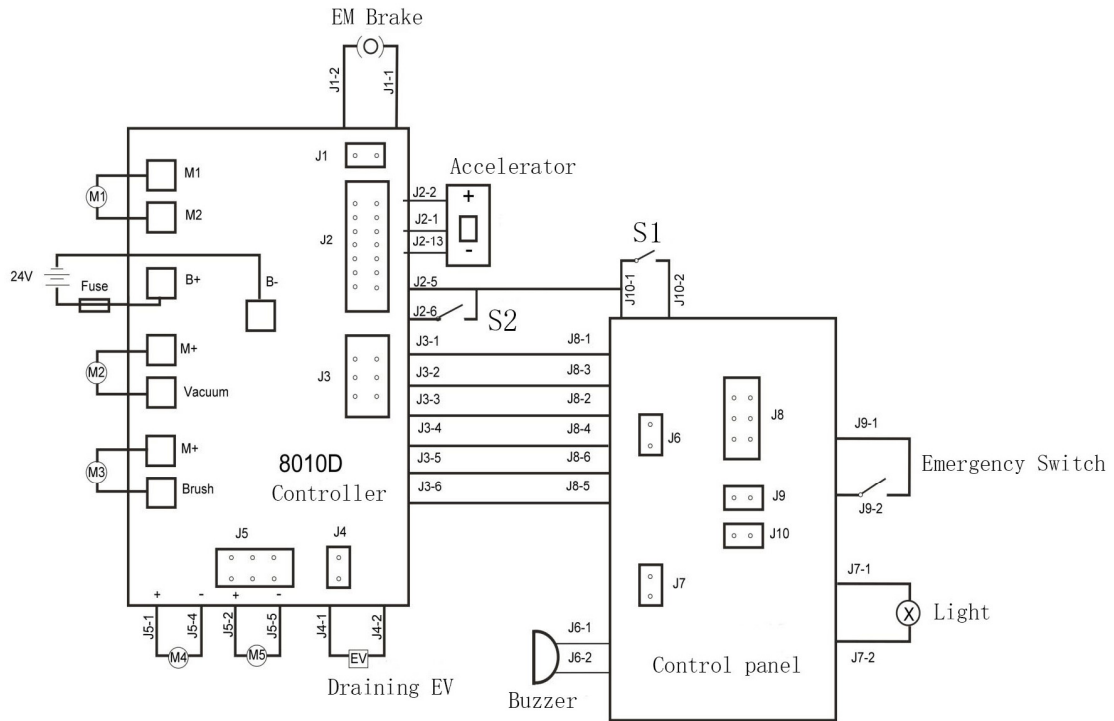 EM Brake
J1-2
J1-1
J1
M1
M1
M2
Accelerator
J2-2
+
J2-1
J2-13
-
J2
S1
24V
Fuse
B+
B-
J2-5
J10-1
J10-2
J2-6
S2
M+
M2
Vacuum
J3
J3-1
J8-1
J3-2
J8-3
J3-3
J8-2
J3-4
J8-4
J3-5
J8-6
J3-6
J8-5
J6
J8
J9-1
Emergency Switch
J9-2
M+
M3
Brush
8010D
Controller
J9
J10
J5
J4
J7
J7-1
X
Light
J7-2
+
-
+
-
J5-1
J5-4
J5-2
J5-5
J4-1
J4-2
M4
M5
EV
Draining EV
J6-1
J6-2
Buzzer
Control panel